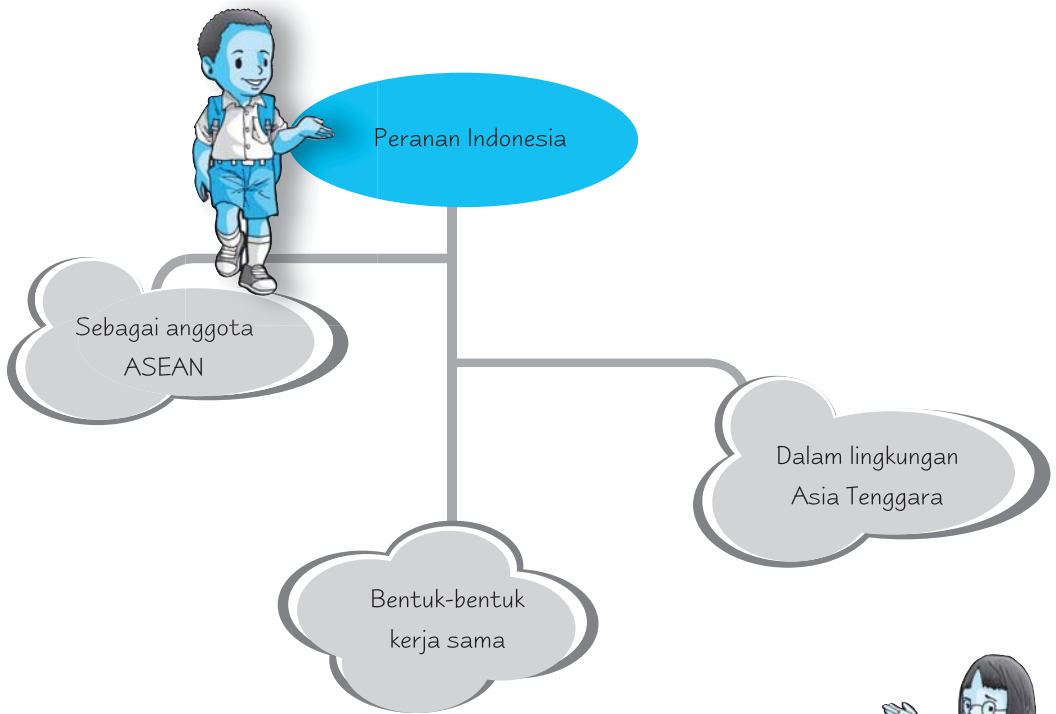 Peranan Indonesia
Sebagai anggota
ASEAN
Dalam lingkungan
Asia Tenggara
Bentuk-bentuk
kerja sama